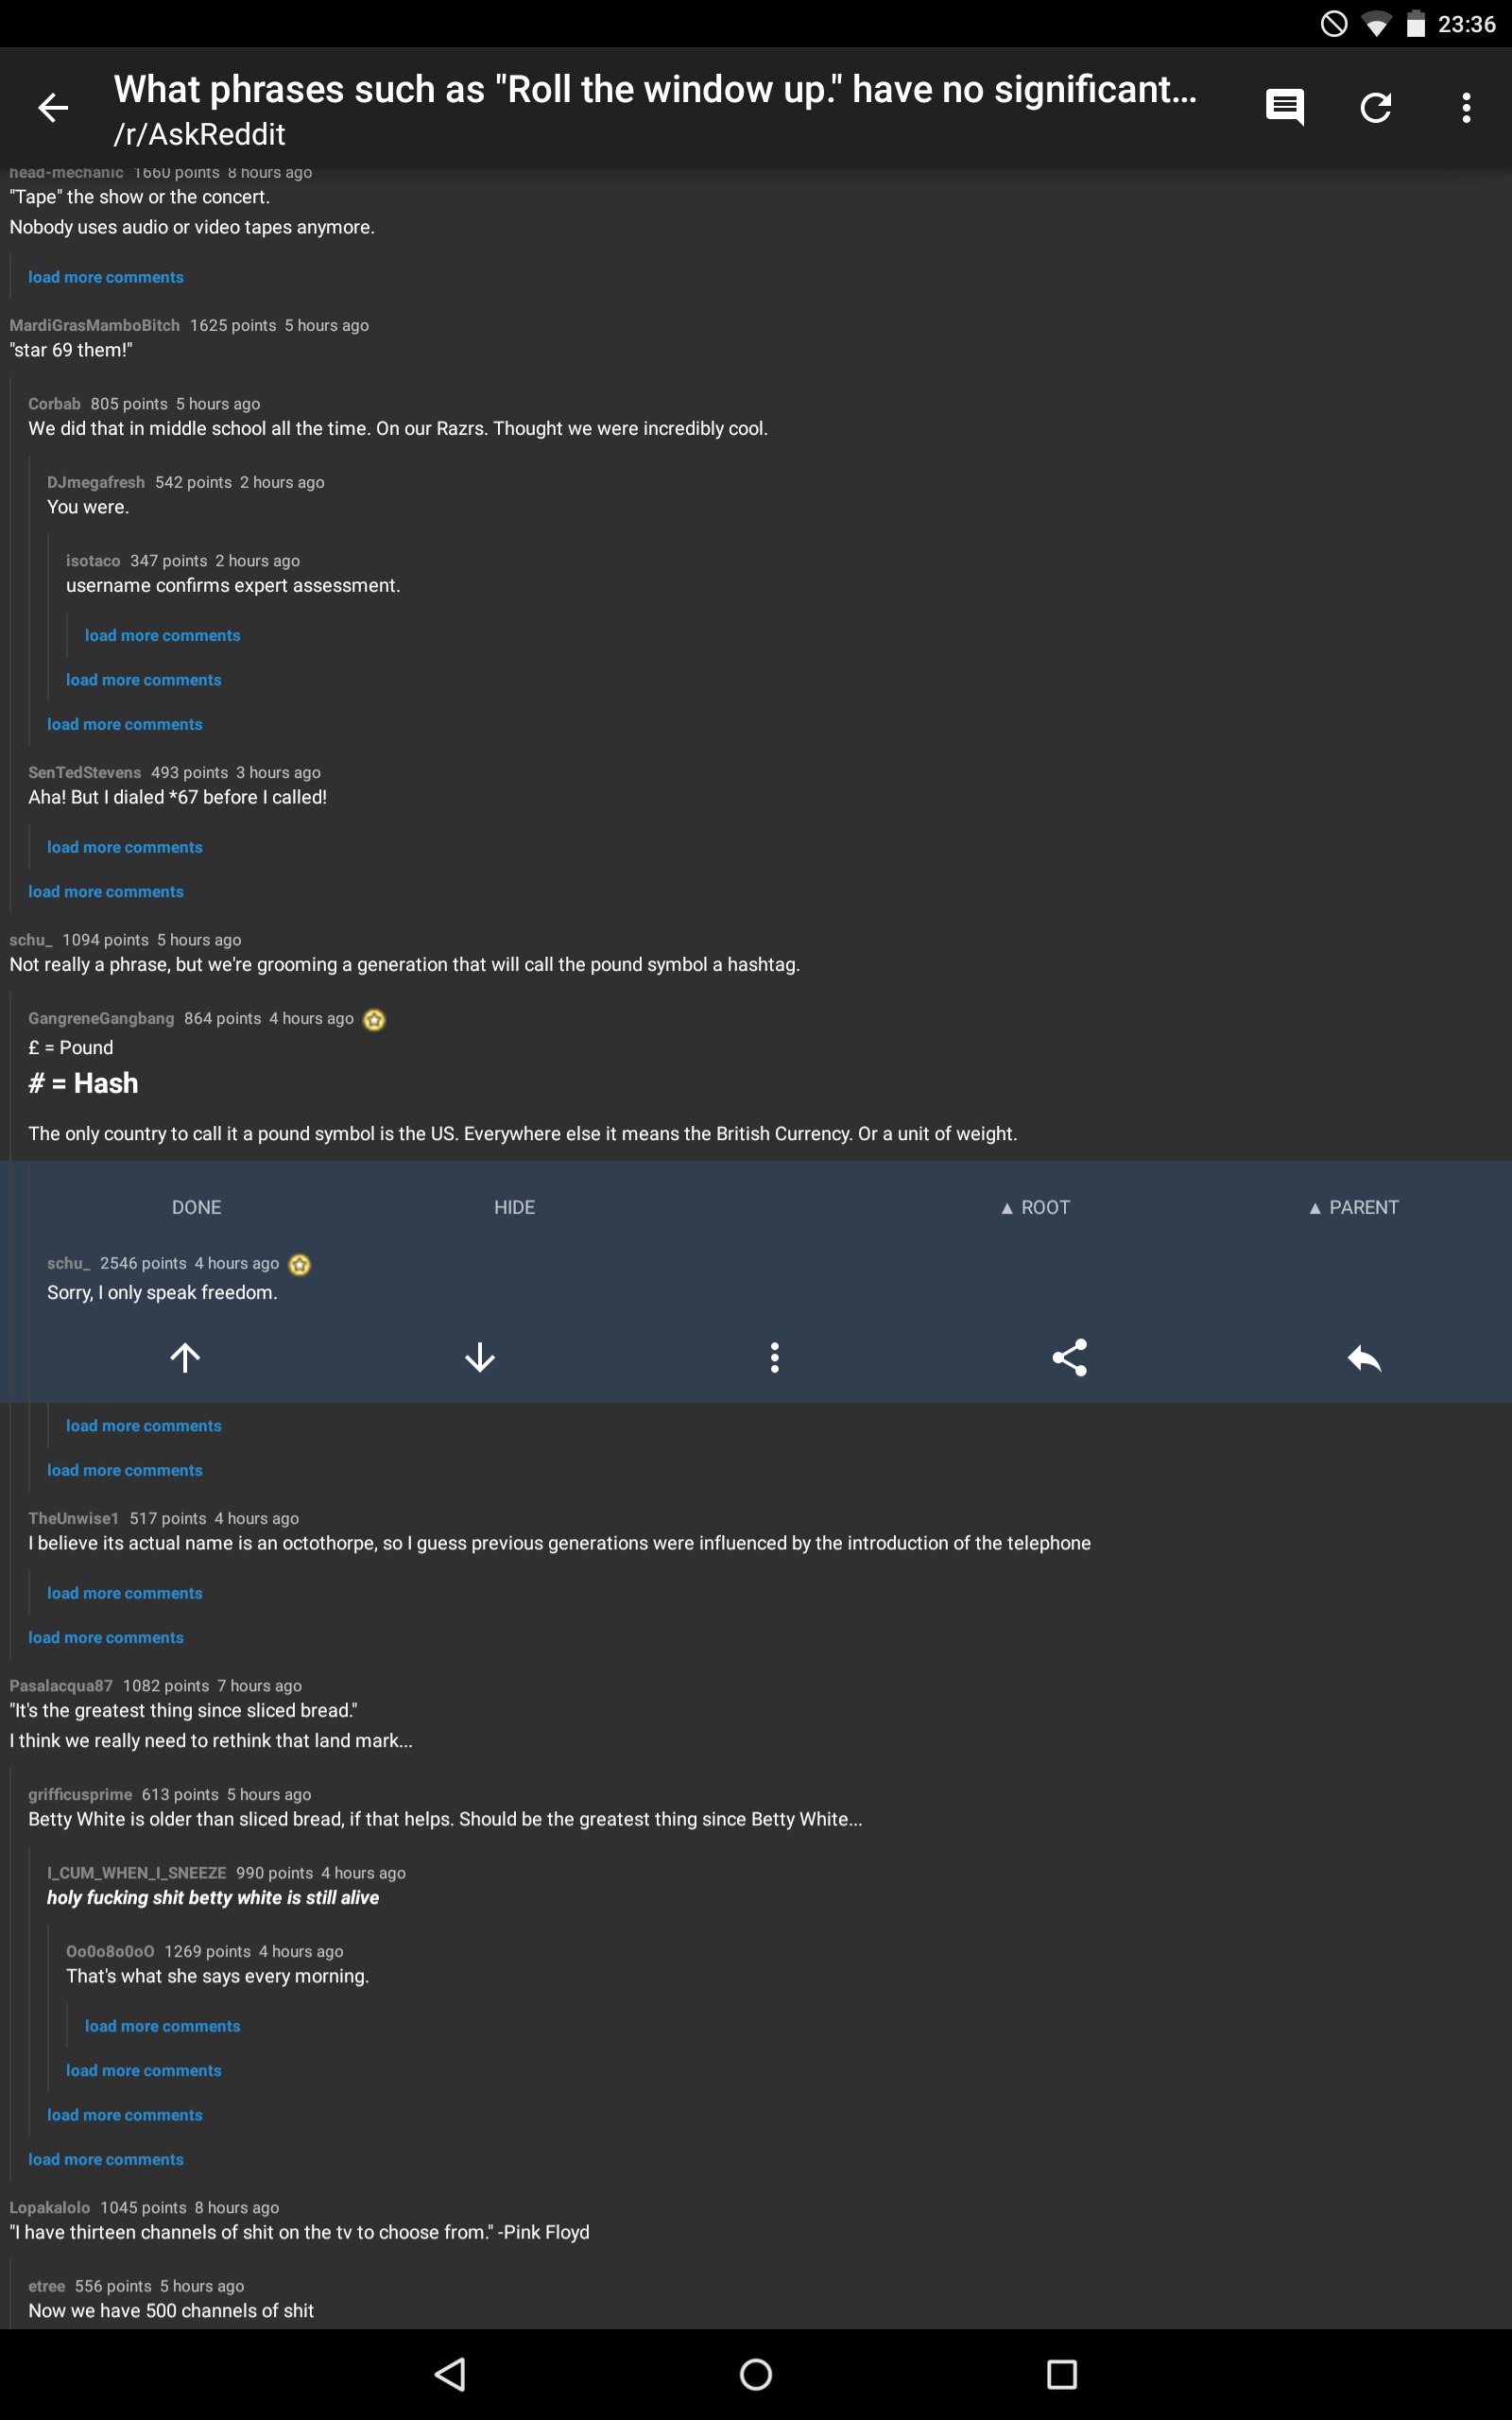 23:36
What phrases such as "Roll the window up." have no significant...
/r/AskReddit
head-mechanic 1660 points 8 hours ago
"Tape" the show or the concert.
Nobody uses audio or video tapes anymore.
load more comments
MardiGrasMamboBitch 1625 points 5 hours ago
"star 69 them!"
Corbab 805 points 5 hours ago
We did that in middle school all the time. On our Razrs. Thought we were incredibly cool.
DJmegafresh 542 points 2 hours ago
You were.
isotaco 347 points 2 hours ago
username confirms expert assessment.
load more comments
load more comments
load more comments
SenTedStevens 493 points 3 hours ago
Aha! But I dialed *67 before I called!
load more comments
load more comments
schu_ 1094 points 5 hours ago
Not really a phrase, but we're grooming a generation that will call the pound symbol a hashtag.
GangreneGangbang 864 points 4 hours ago
£ = Pound
# = Hash
The only country to call it a pound symbol is the US. Everywhere else it means the British Currency. Or a unit of weight.
DONE HIDE ▲ ROOT ▲ PARENT
schu_ 2546 points 4 hours ago
Sorry, I only speak freedom.
load more comments
load more comments
TheUnwise1 517 points 4 hours ago
I believe its actual name is an octothorpe, so I guess previous generations were influenced by the introduction of the telephone
load more comments
load more comments
Pasalacqua87 1082 points 7 hours ago
"It's the greatest thing since sliced bread."
I think we really need to rethink that land mark...
grifficusprime 613 points 5 hours ago
Betty White is older than sliced bread, if that helps. Should be the greatest thing since Betty White...
I_CUM_WHEN_I_SNEEZE 990 points 4 hours ago
holy fucking shit betty white is still alive
Oo0o8o0oO 1269 points 4 hours ago
That's what she says every morning.
load more comments
load more comments
load more comments
load more comments
Lopakalolo 1045 points 8 hours ago
"I have thirteen channels of shit on the tv to choose from." -Pink Floyd
etree 556 points 5 hours ago
Now we have 500 channels of shit